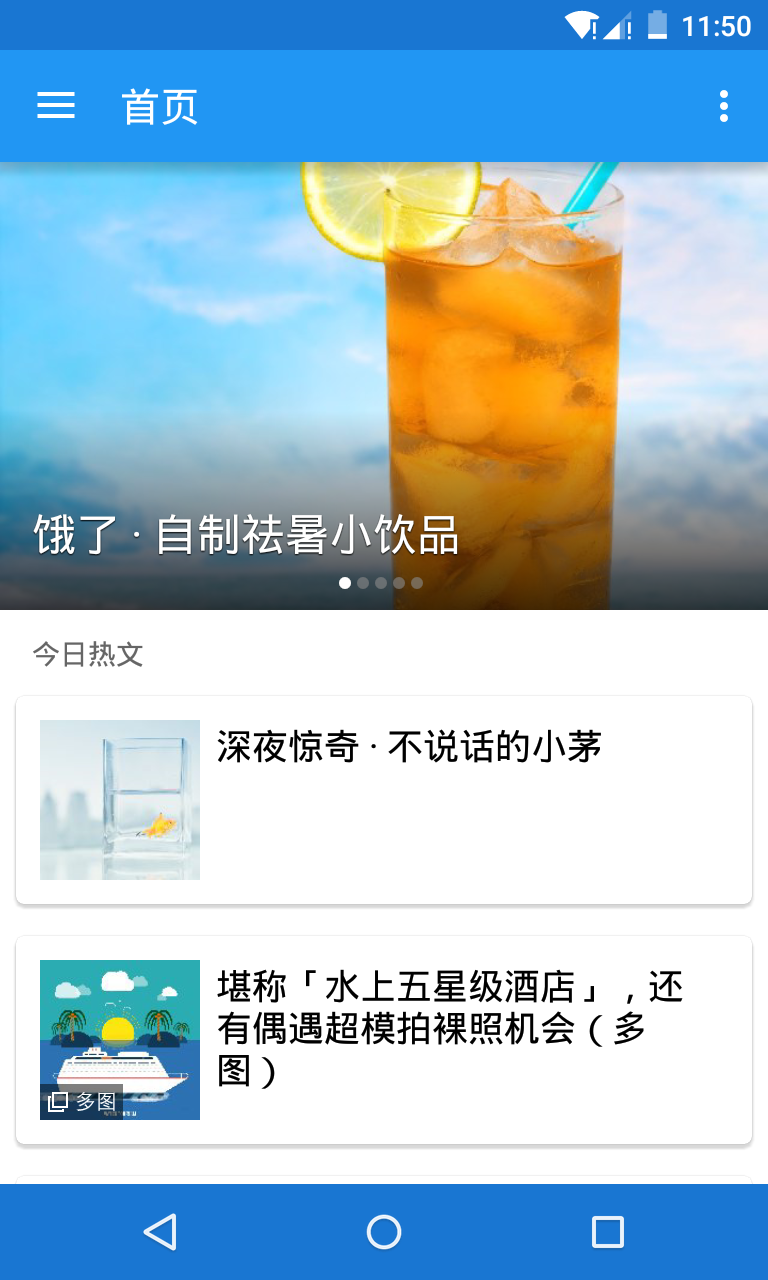 11:50
首页
饿了 · 自制祛暑小饮品
今日热文
深夜惊奇 · 不说话的小茅
堪称「水上五星级酒店」，还
有偶遇超模拍裸照机会（多
图）
多图